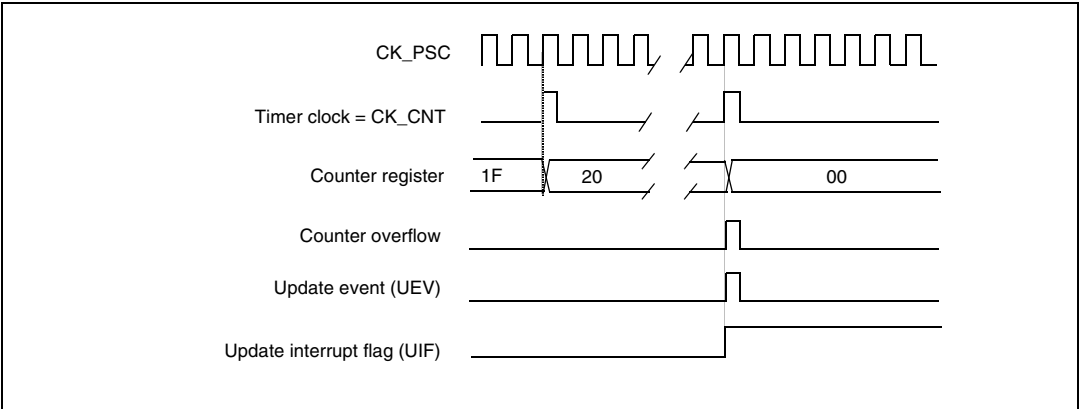 CK_PSC
Timer clock = CK_CNT
Counter register 1F 20 00
Counter overflow
Update event (UEV)
Update interrupt flag (UIF)